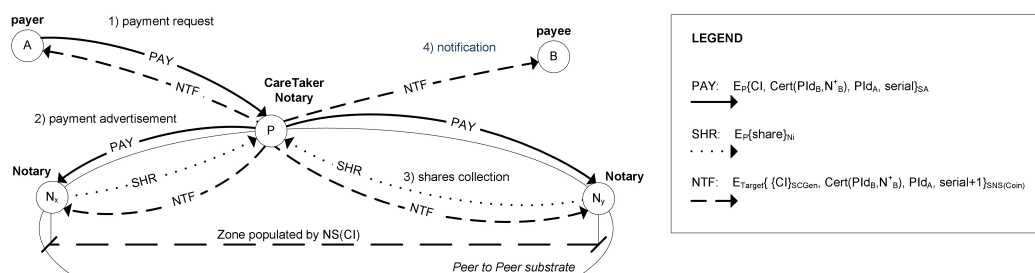 payer
1) payment request
A
PAY
NTF
payee
4) notification
B
NTF
CareTaker
Notary
P
2) payment advertisement
PAY
PAY
Notary
Nx
SHR
NTF
SHR
3) shares collection
NTF
Notary
Ny
Zone populated by NS(CI)
Peer to Peer substrate
LEGEND
PAY: EP{CI, Cert(PIdB,N+B), PIdA, serial}SA
SHR: EP{share}Ni
NTF: ETarget{ {CI}SCGen, Cert(PIdB,N+B), PIdA, serial+1}SNS(Coin)